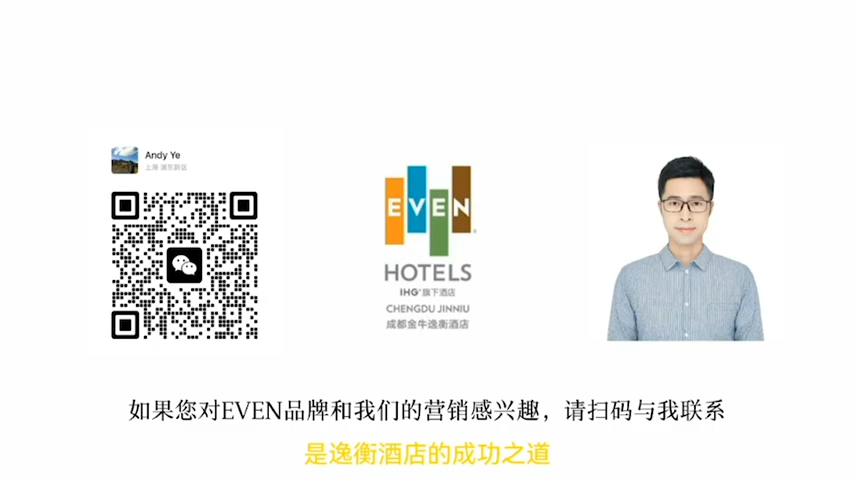 Andy Ye
上海 浦东新区
EVEN
HOTELS
IHG®旗下酒店
CHENGDU JINNIU
成都金牛逸衡酒店
如果您对EVEN品牌和我们的营销感兴趣，请扫码与我联系
是逸衡酒店的成功之道